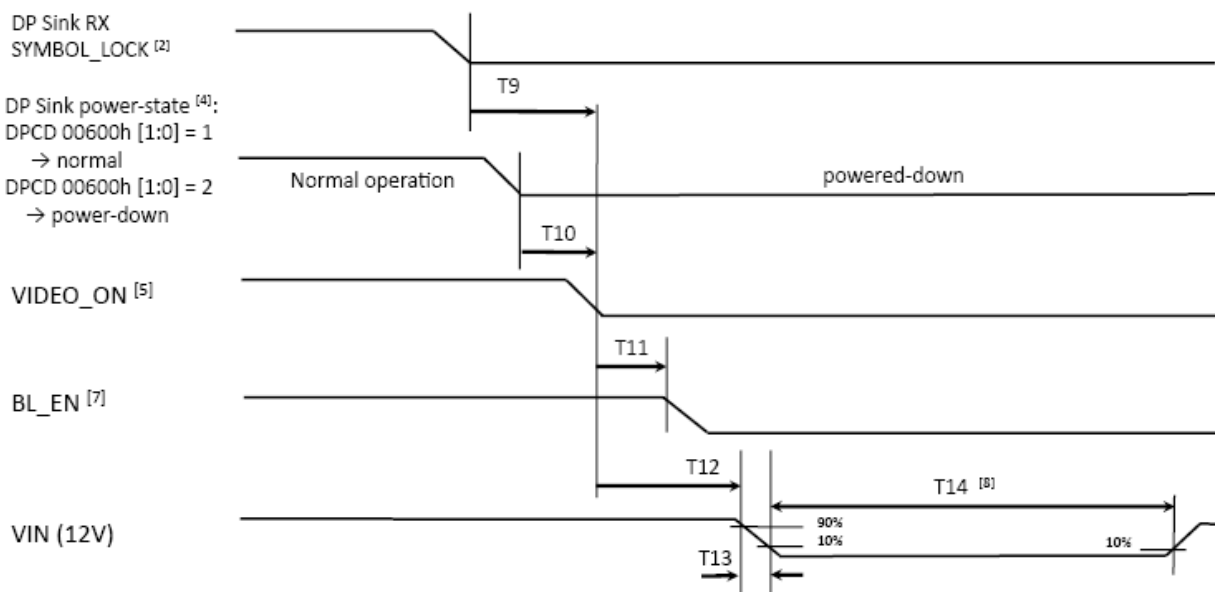 DP Sink RX
SYMBOL_LOCK [2]
T9
DP Sink power-state [4]:
DPCD 00600h [1:0] = 1
→ normal
DPCD 00600h [1:0] = 2
→ power-down
Normal operation
powered-down
T10
VIDEO_ON [5]
T11
BL_EN [7]
T12
T14 [8]
VIN (12V)
90%
10%
10%
T13